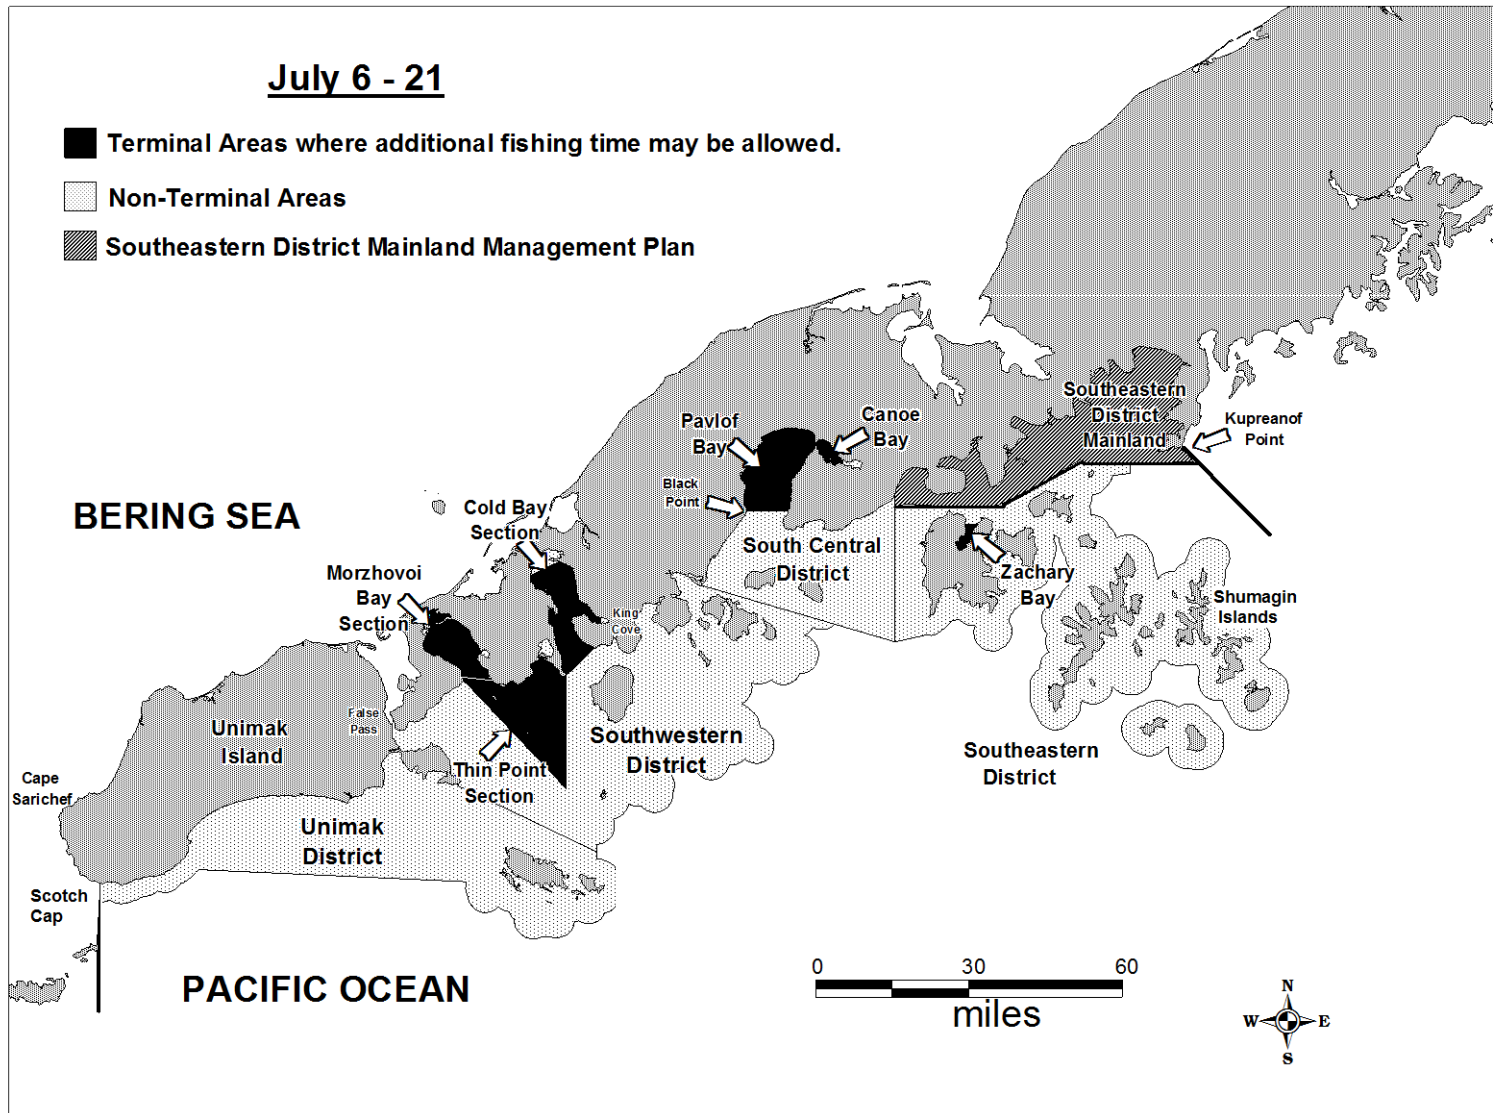 July 6 - 21
Terminal Areas where additional fishing time may be allowed.
Non-Terminal Areas
Southeastern District Mainland Management Plan
Southeastern
District
Mainland
Kupreanof
Point
Pavlof
Bay
Canoe
Bay
Black
Point
BERING SEA
Cold Bay
Section
South Central
District
Zachary
Bay
Morzhovoi
Bay
Section
King
Cove
Shumagin
Islands
False
Pass
Unimak
Island
Southwestern
District
Southeastern
District
Thin Point
Section
Cape
Sarichef
Unimak
District
Scotch
Cap
PACIFIC OCEAN
0 30 60
miles
N
W E
S